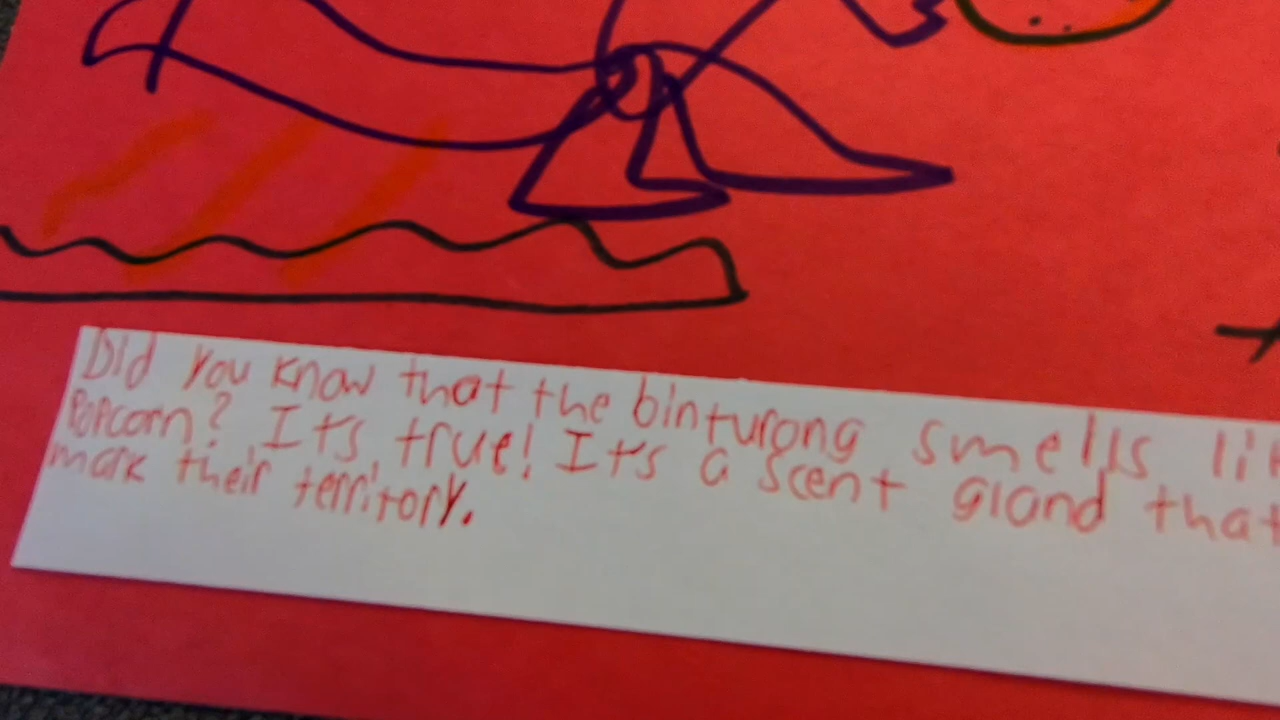 Did you know that the binturong smells li
Popcorn? It's true! It's a scent gland that
mark their territory.